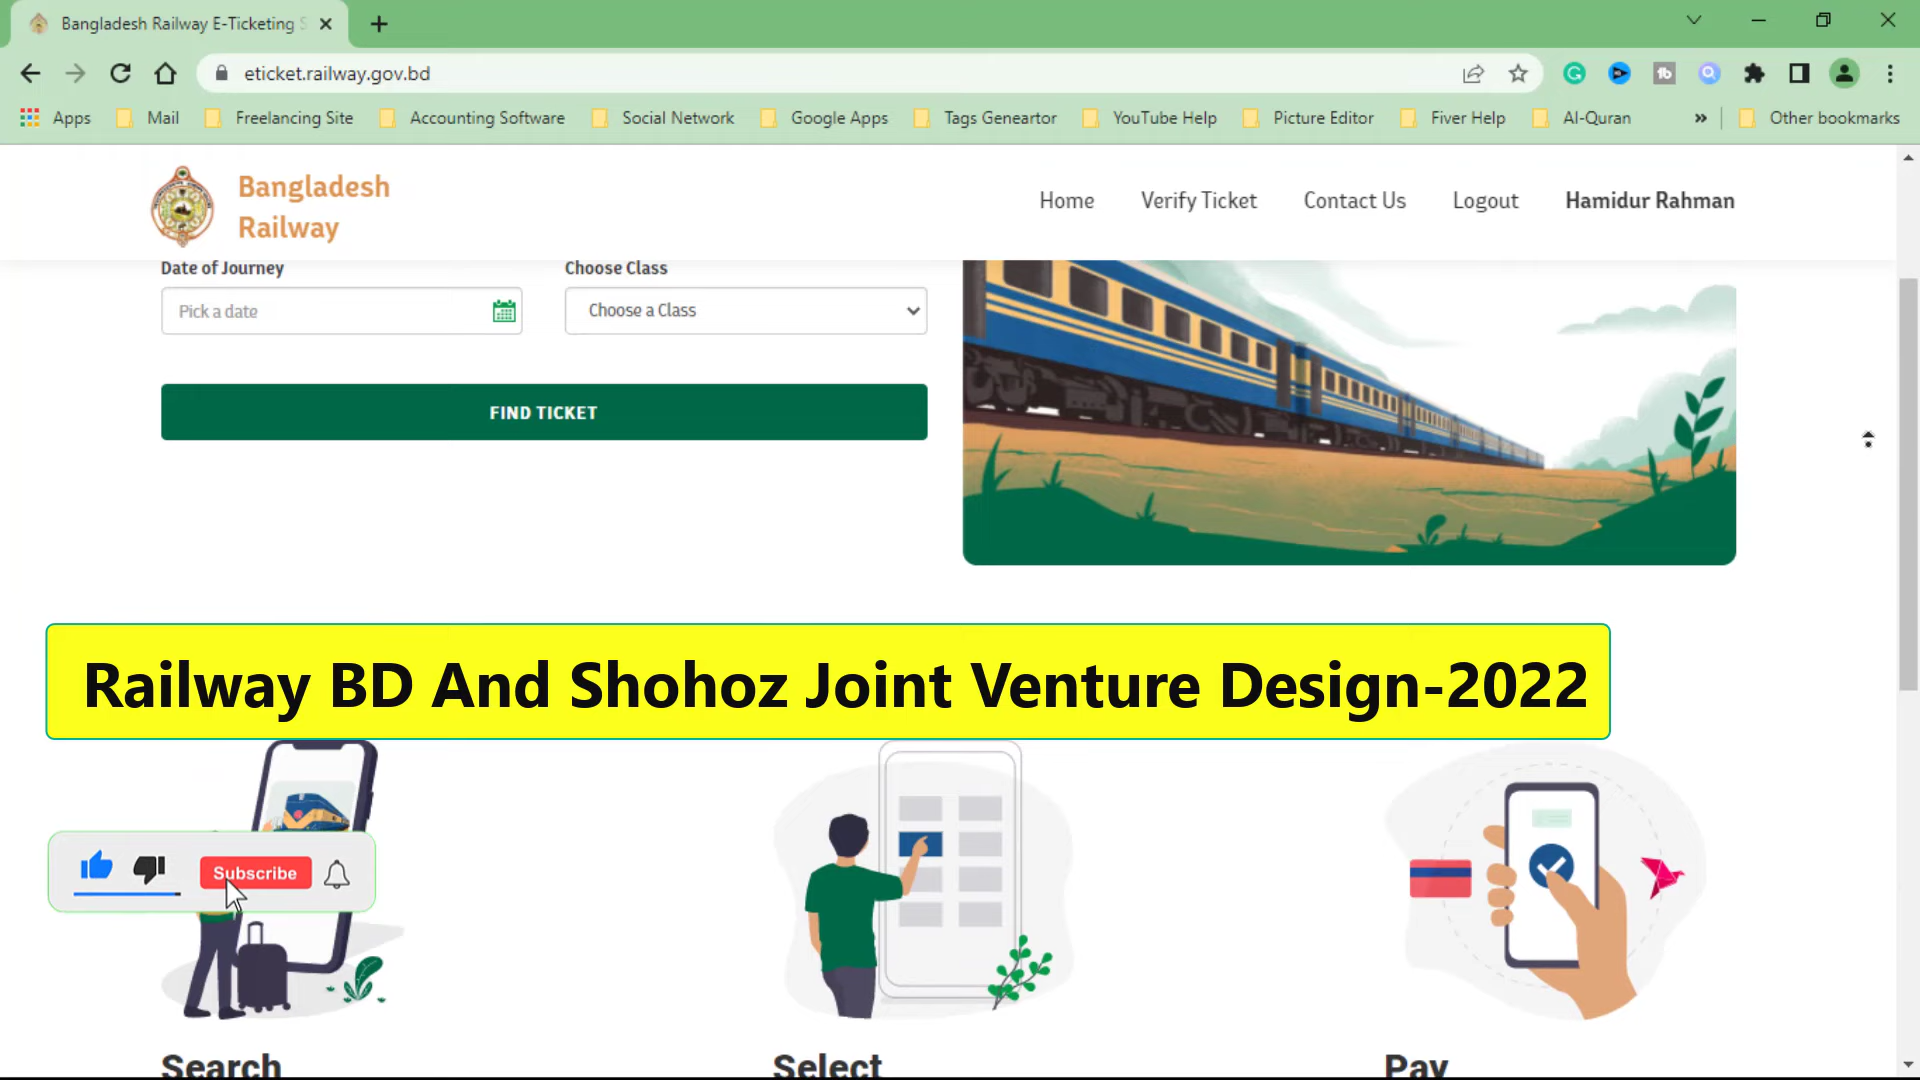 Bangladesh Railway E-Ticketing S
eticket.railway.gov.bd
Apps Mail Freelancing Site Accounting Software Social Network Google Apps Tags Geneartor YouTube Help Picture Editor Fiver Help Al-Quran » Other bookmarks
Bangladesh
Railway
Home Verify Ticket Contact Us Logout Hamidur Rahman
Date of Journey Choose Class
Pick a date Choose a Class
FIND TICKET
Railway BD And Shohoz Joint Venture Design-2022
Subscribe
Search Select Pay